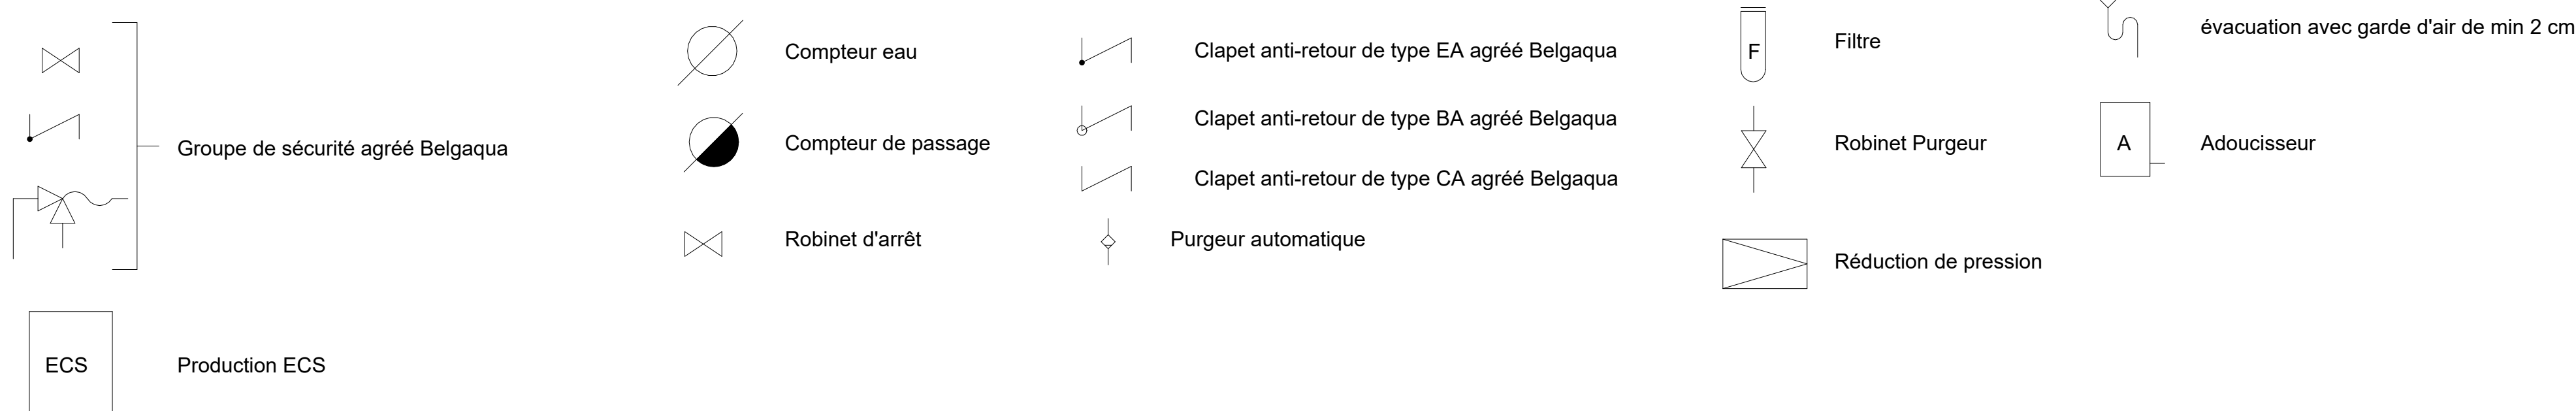 Groupe de sécurité agréé Belgaqua
ECS
Production ECS
Compteur eau
Compteur de passage
Robinet d'arrêt
Clapet anti-retour de type EA agréé Belgaqua
Clapet anti-retour de type BA agréé Belgaqua
Clapet anti-retour de type CA agréé Belgaqua
Purgeur automatique
F
Filtre
Robinet Purgeur
Réduction de pression
évacuation avec garde d'air de min 2 cm
A
Adoucisseur